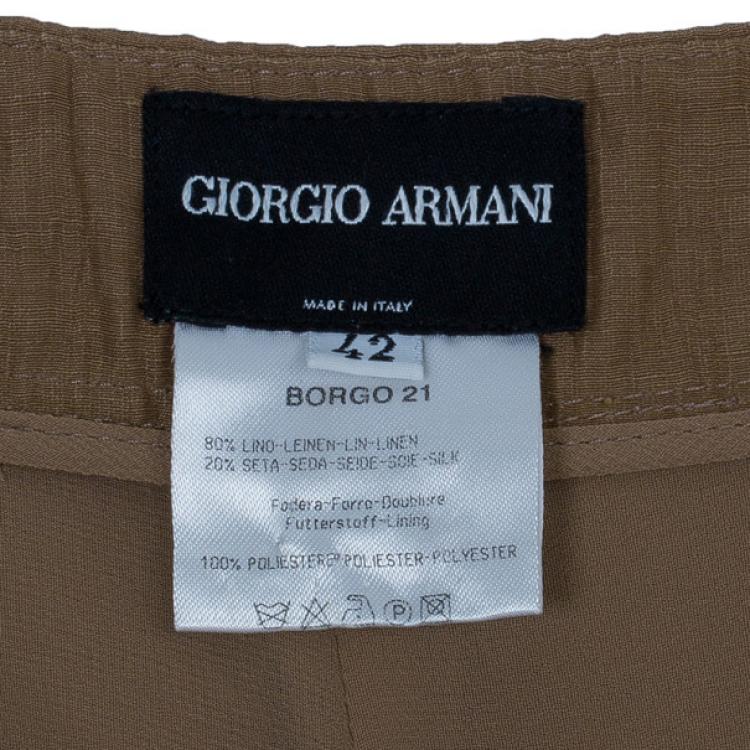 GIORGIO ARMANI
MADE IN ITALY
42
BORGO 21
80% LINO-LEINEN-LIN-LINEN
20% SETA-SEDA-SEIDE-SOIE-SILK
Fodera-Forro-Doublure
Futterstoff-Lining
100% POLIESTERE-POLIESTER-POLYESTER
P